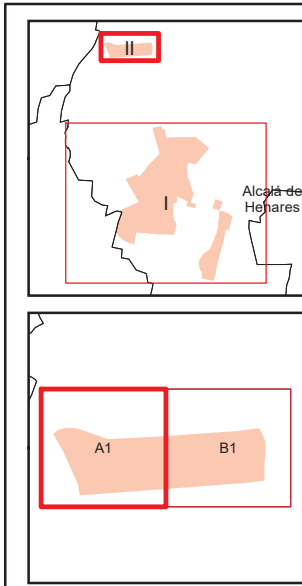 II
I
Alcalá de
Henares
A1
B1